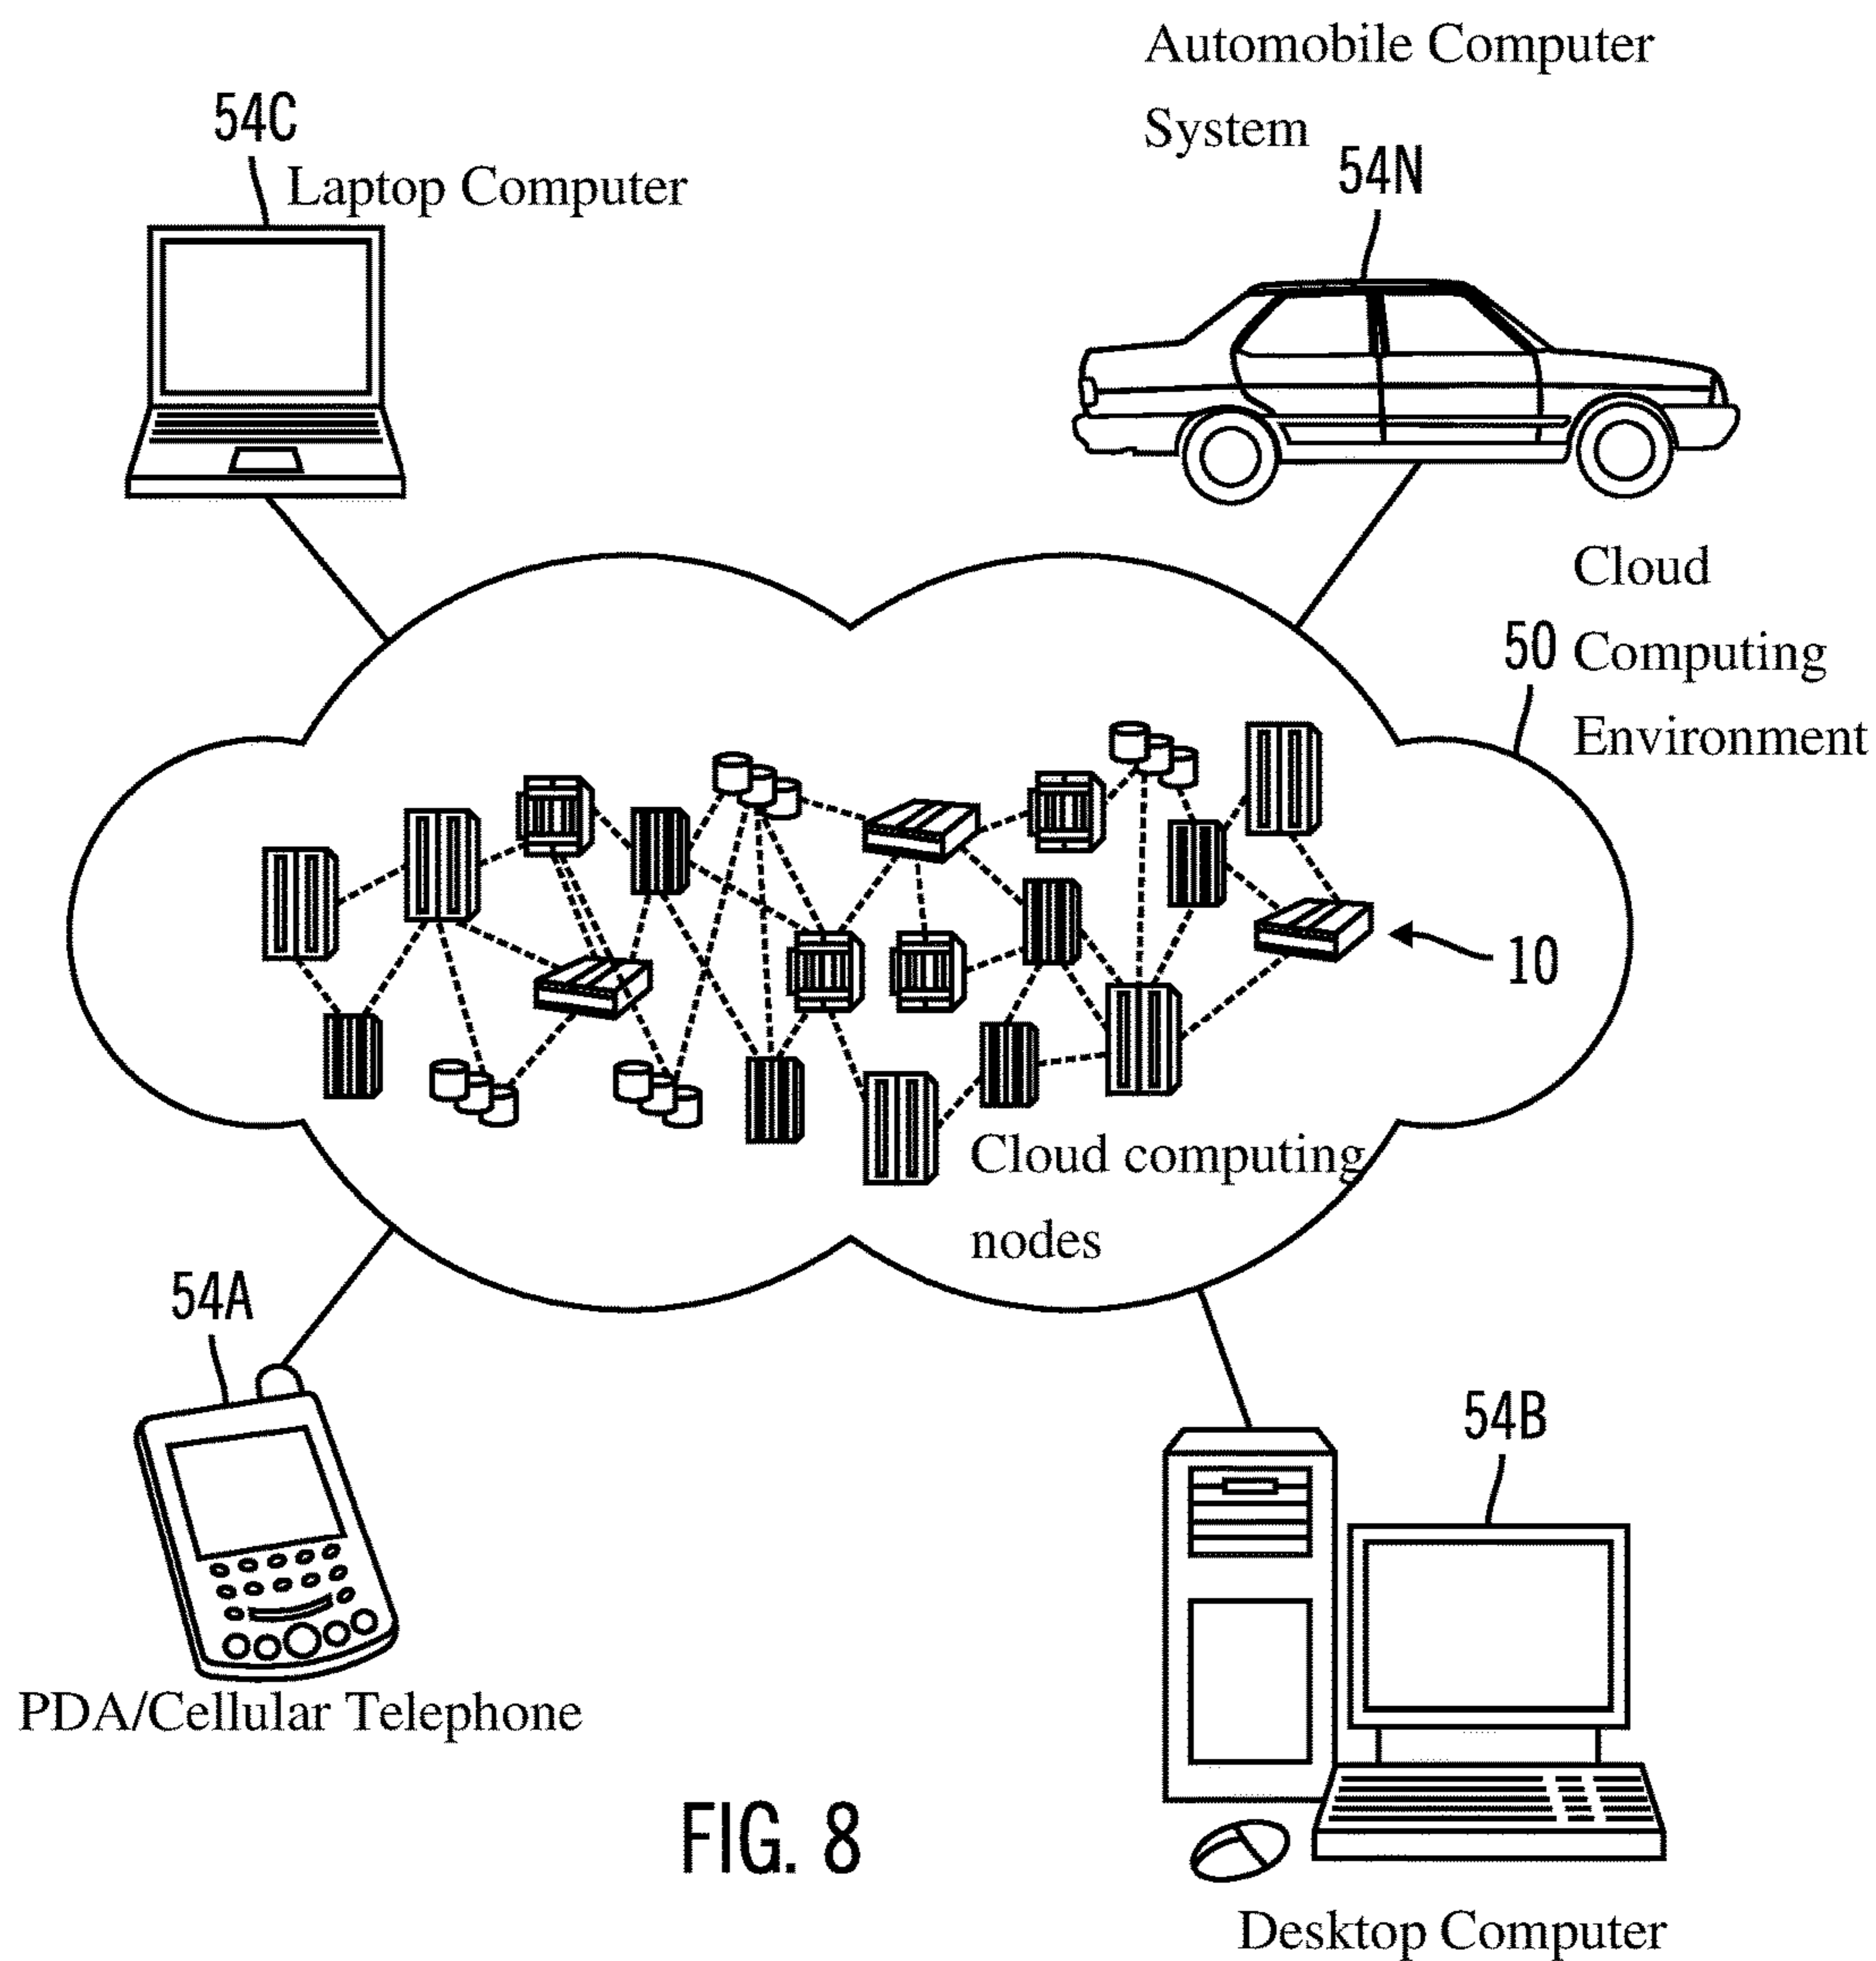 Automobile Computer
System
54C
Laptop Computer
54N
Cloud
50 Computing
Environment
10
Cloud computing
nodes
54A
PDA/Cellular Telephone
54B
FIG. 8
Desktop Computer